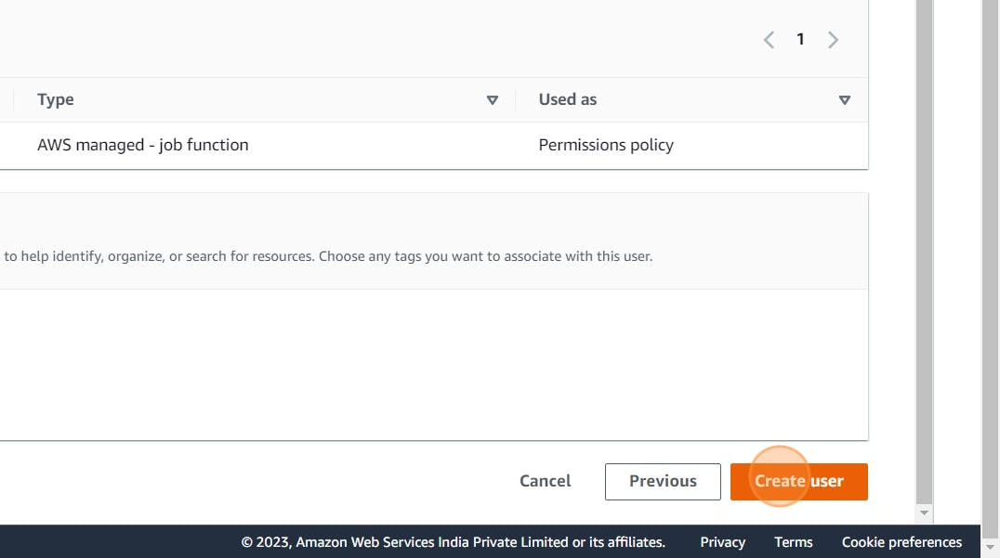 1
Type Used as
AWS managed - job function Permissions policy
to help identify, organize, or search for resources. Choose any tags you want to associate with this user.
Cancel Previous Create user
© 2023, Amazon Web Services India Private Limited or its affiliates. Privacy Terms Cookie preferences